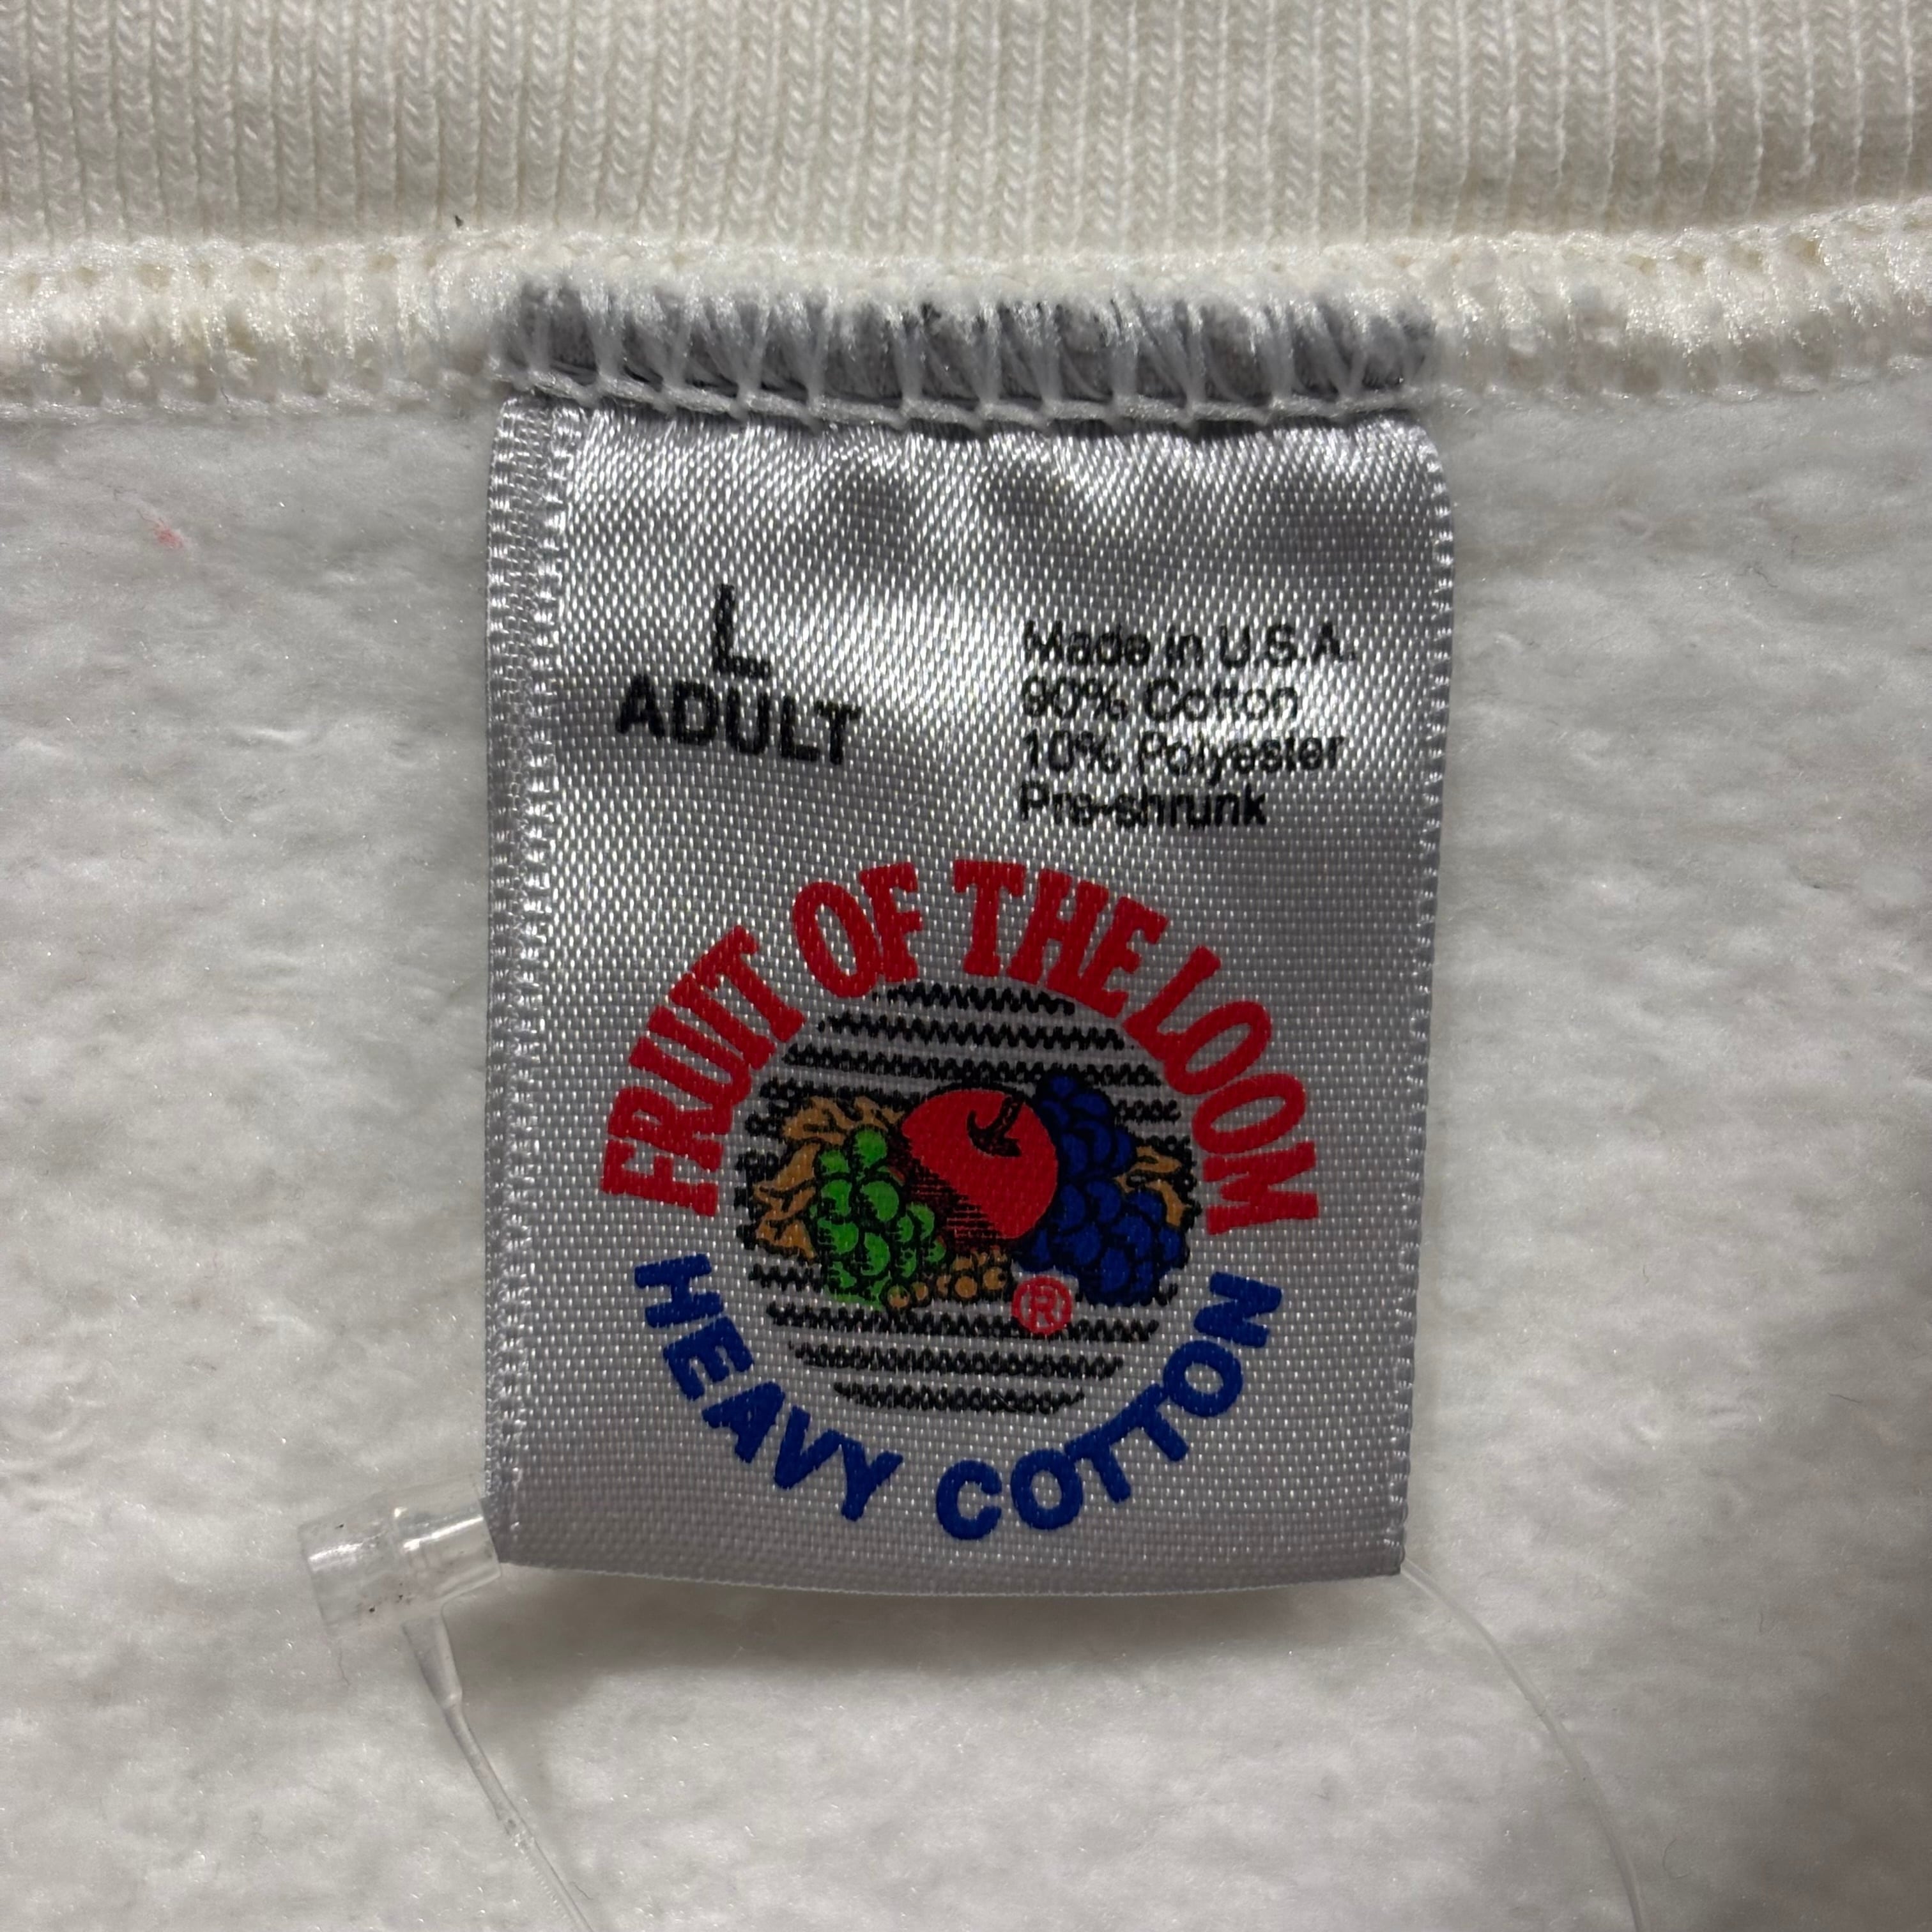 L
ADULT
Made in U.S.A.
90% Cotton
10% Polyester
Pre-shrunk
FRUIT OF THE LOOM
®
HEAVY COTTON